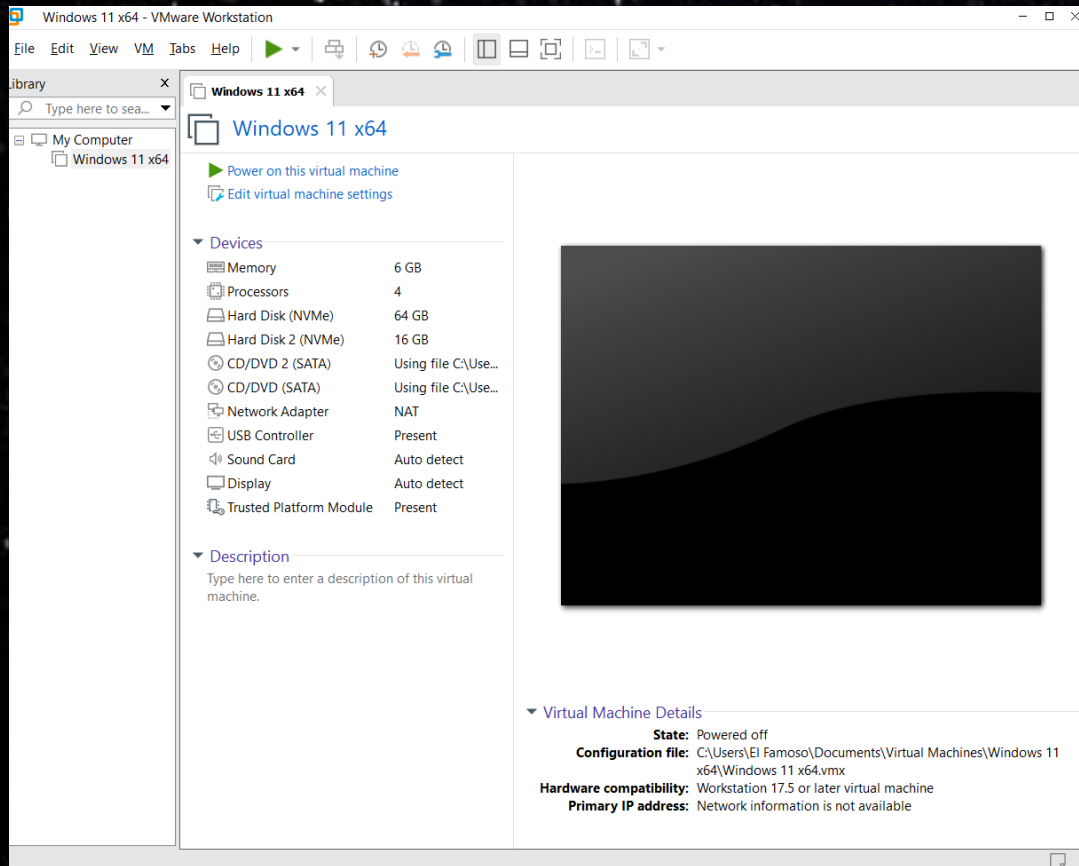 Windows 11 x64 - VMware Workstation
File Edit View VM Tabs Help
Library
Type here to sea...
My Computer
Windows 11 x64
Windows 11 x64
Windows 11 x64
Power on this virtual machine
Edit virtual machine settings
Devices
Memory 6 GB
Processors 4
Hard Disk (NVMe) 64 GB
Hard Disk 2 (NVMe) 16 GB
CD/DVD 2 (SATA) Using file C:\Use...
CD/DVD (SATA) Using file C:\Use...
Network Adapter NAT
USB Controller Present
Sound Card Auto detect
Display Auto detect
Trusted Platform Module Present
Description
Type here to enter a description of this virtual
machine.
Virtual Machine Details
State: Powered off
Configuration file: C:\Users\El Famoso\Documents\Virtual Machines\Windows 11
x64\Windows 11 x64.vmx
Hardware compatibility: Workstation 17.5 or later virtual machine
Primary IP address: Network information is not available